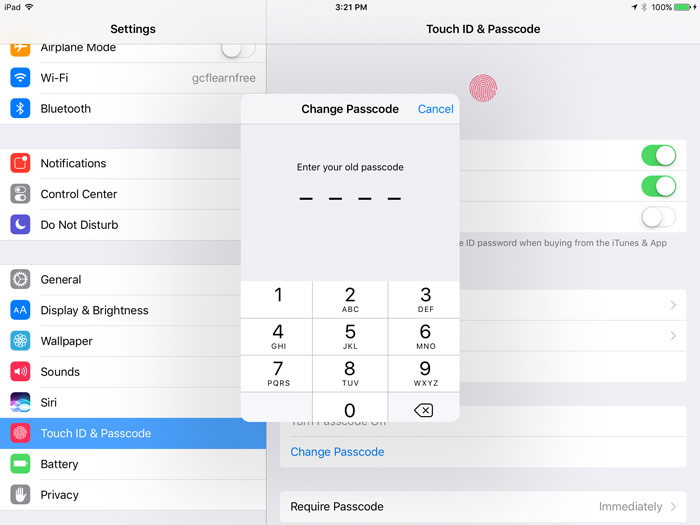 iPad 3:21 PM 100%
Settings
Airplane Mode
Wi-Fi gcflearnfree
Bluetooth
Notifications
Control Center
Do Not Disturb
General
AA Display & Brightness
Wallpaper
Sounds
Siri
Touch ID & Passcode
Battery
Privacy
Touch ID & Passcode
e ID password when buying from the iTunes & App
Turn Passcode Off
Change Passcode
Require Passcode Immediately
Change Passcode Cancel
Enter your old passcode
1 2 3
ABC DEF
4 5 6
GHI JKL MNO
7 8 9
PQRS TUV WXYZ
0